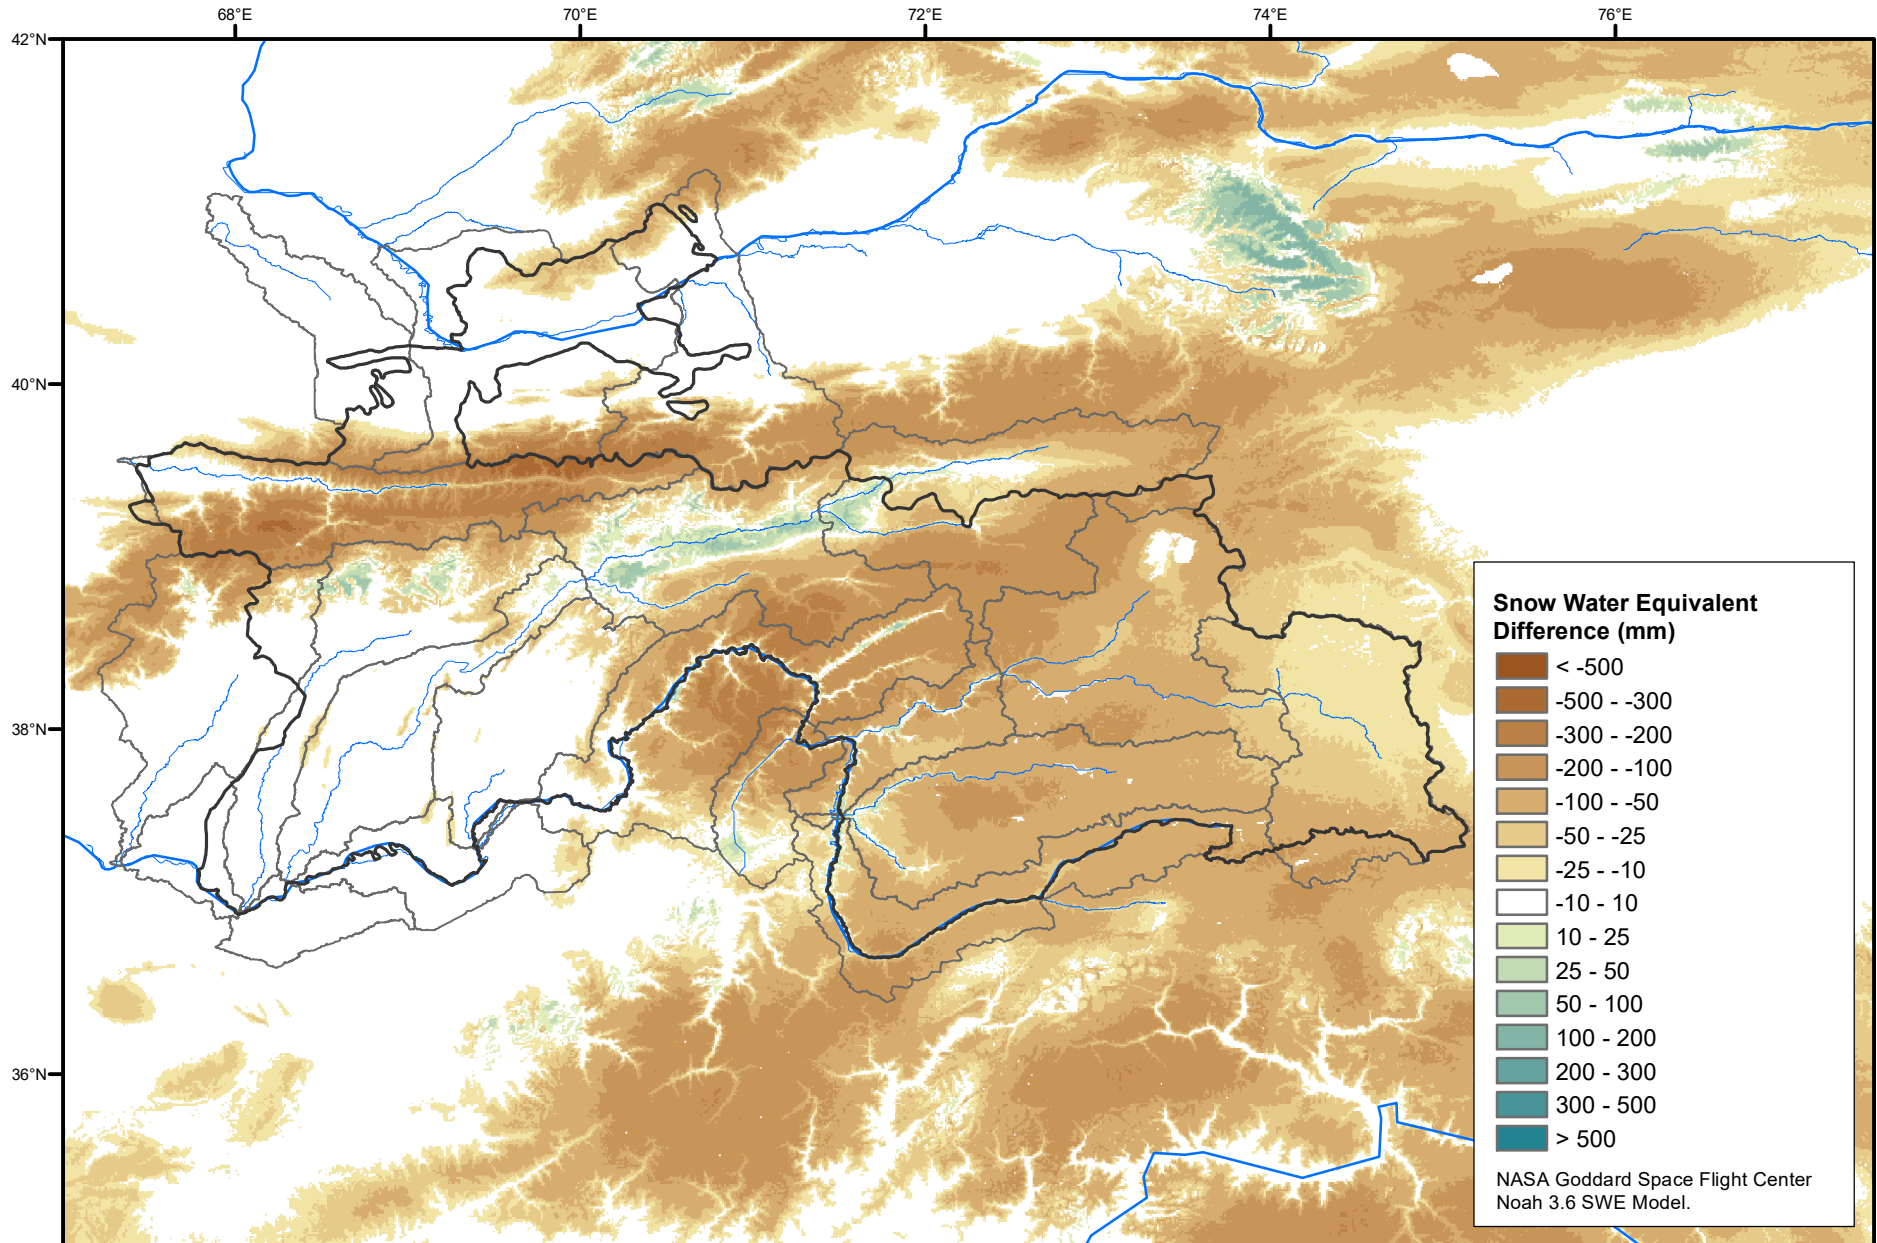 68°E
70°E
72°E
74°E
76°E
42°N
40°N
38°N
36°N
Snow Water Equivalent
Difference (mm)
< -500
-500 - -300
-300 - -200
-200 - -100
-100 - -50
-50 - -25
-25 - -10
-10 - 10
10 - 25
25 - 50
50 - 100
100 - 200
200 - 300
300 - 500
> 500
NASA Goddard Space Flight Center
Noah 3.6 SWE Model.